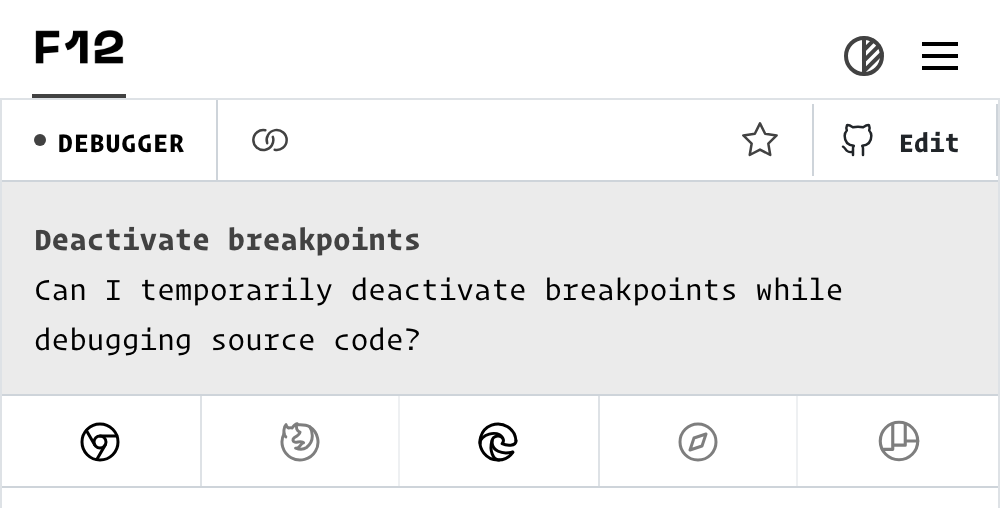 F12
DEBUGGER
Edit
Deactivate breakpoints
Can I temporarily deactivate breakpoints while
debugging source code?